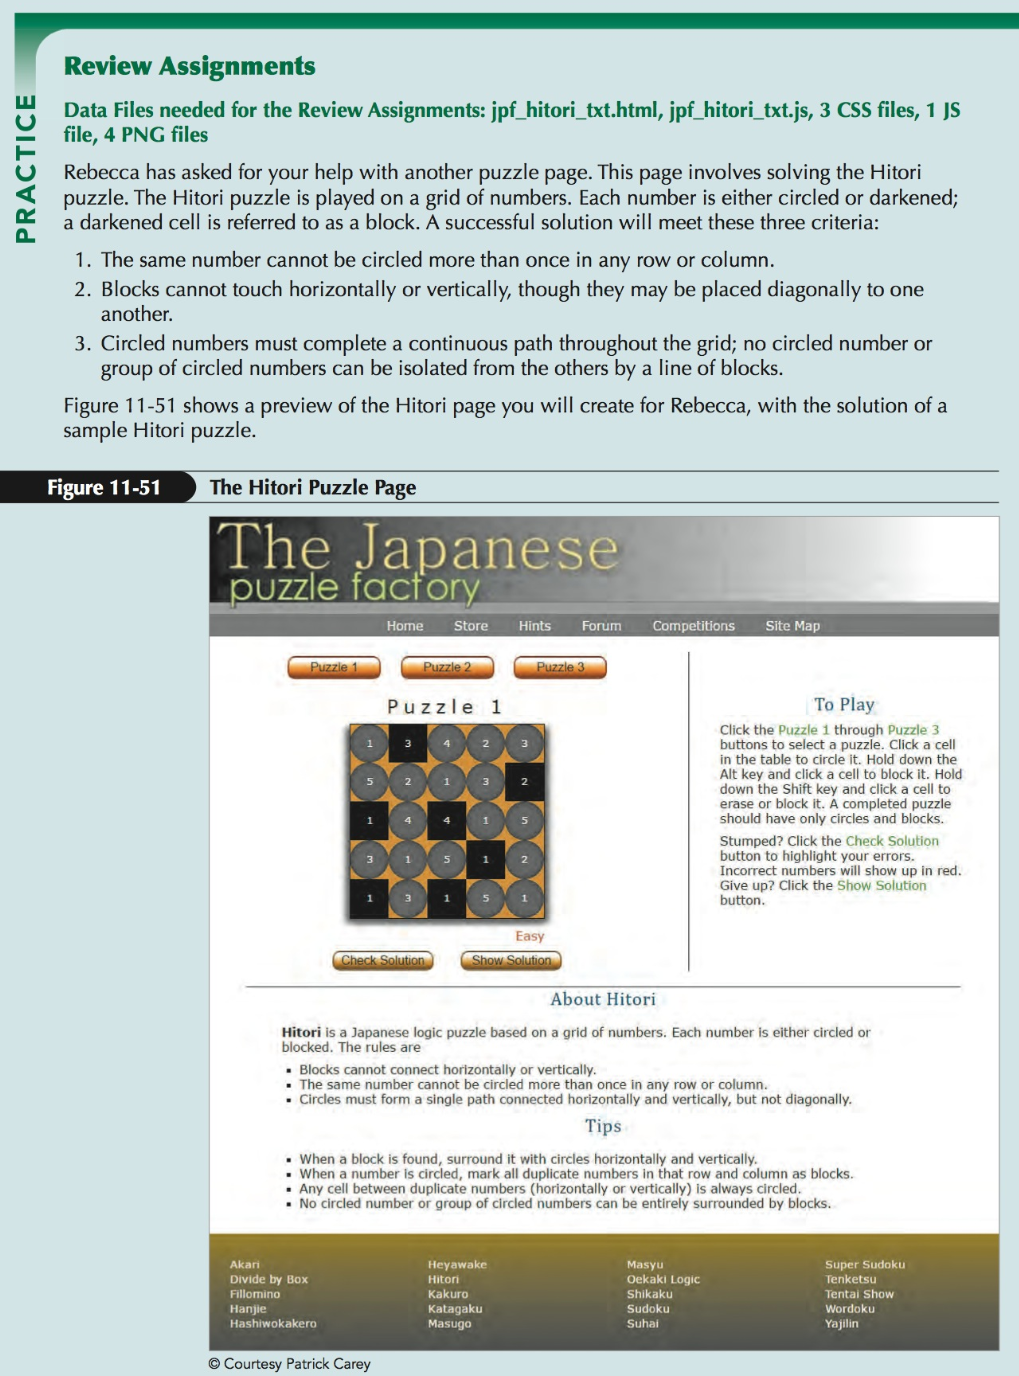 PRACTICE
Review Assignments
Data Files needed for the Review Assignments: jpf_hitori_txt.html, jpf_hitori_txt.js, 3 CSS files, 1 JS
file, 4 PNG files
Rebecca has asked for your help with another puzzle page. This page involves solving the Hitori
puzzle. The Hitori puzzle is played on a grid of numbers. Each number is either circled or darkened;
a darkened cell is referred to as a block. A successful solution will meet these three criteria:
1. The same number cannot be circled more than once in any row or column.
2. Blocks cannot touch horizontally or vertically, though they may be placed diagonally to one
another.
3. Circled numbers must complete a continuous path throughout the grid; no circled number or
group of circled numbers can be isolated from the others by a line of blocks.
Figure 11-51 shows a preview of the Hitori page you will create for Rebecca, with the solution of a
sample Hitori puzzle.
Figure 11-51 The Hitori Puzzle Page
The Japanese
puzzle factory
Home Store Hints Forum Competitions Site Map
Puzzle 1 Puzzle 2 Puzzle 3
Puzzle 1
1 3 4 2 3
5 2 1 3 2
1 4 4 1 5
3 1 5 1 2
1 3 1 5 1
Easy
Check Solution Show Solution
To Play
Click the Puzzle 1 through Puzzle 3
buttons to select a puzzle. Click a cell
in the table to circle it. Hold down the
Alt key and click a cell to block it. Hold
down the Shift key and click a cell to
erase or block it. A completed puzzle
should have only circles and blocks.
Stumped? Click the Check Solution
button to highlight your errors.
Incorrect numbers will show up in red.
Give up? Click the Show Solution
button.
About Hitori
Hitori is a Japanese logic puzzle based on a grid of numbers. Each number is either circled or
blocked. The rules are
▪ Blocks cannot connect horizontally or vertically.
▪ The same number cannot be circled more than once in any row or column.
▪ Circles must form a single path connected horizontally and vertically, but not diagonally.
Tips
▪ When a block is found, surround it with circles horizontally and vertically.
▪ When a number is circled, mark all duplicate numbers in that row and column as blocks.
▪ Any cell between duplicate numbers (horizontally or vertically) is always circled.
▪ No circled number or group of circled numbers can be entirely surrounded by blocks.
Akari Heyawake Masyu Super Sudoku
Divide by Box Hitori Oekaki Logic Tenketsu
Fillomino Kakuro Shikaku Tentai Show
Hanjie Katagaku Sudoku Wordoku
Hashiwokakero Masugo Suhai Yajilin
© Courtesy Patrick Carey